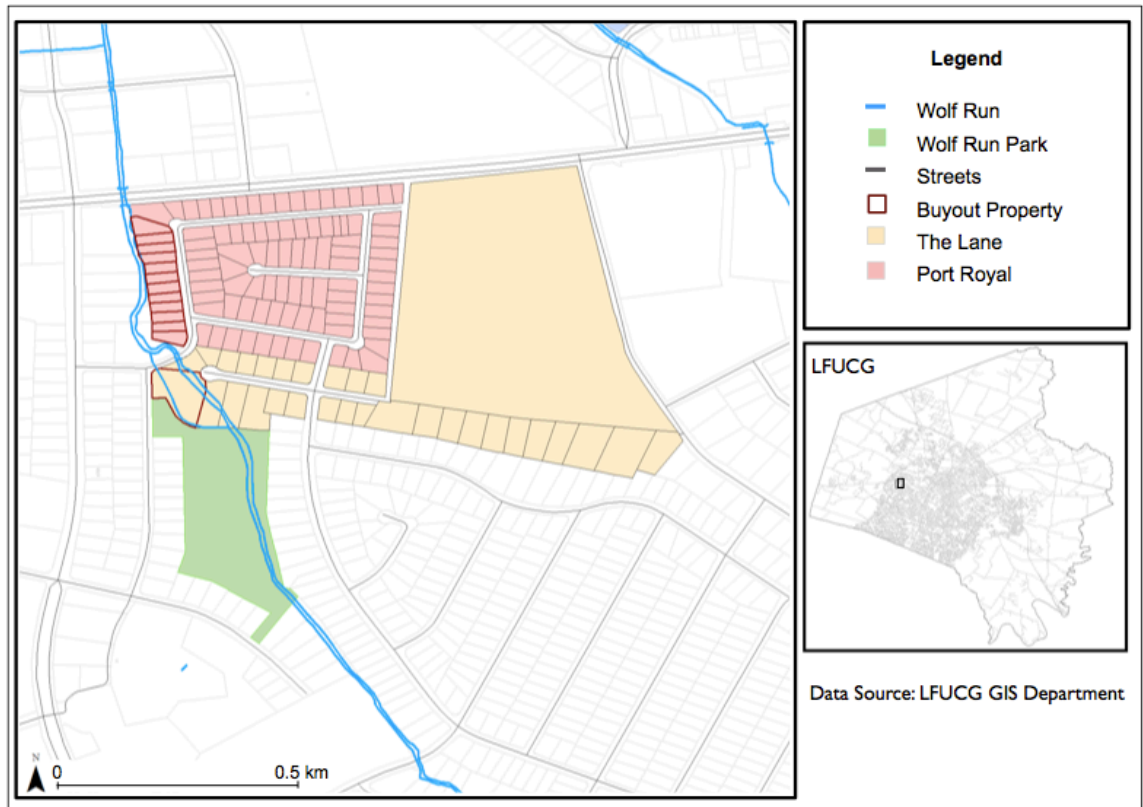 Legend
Wolf Run
Wolf Run Park
Streets
Buyout Property
The Lane
Port Royal
LFUCG
Data Source: LFUCG GIS Department
N
0 0.5 km